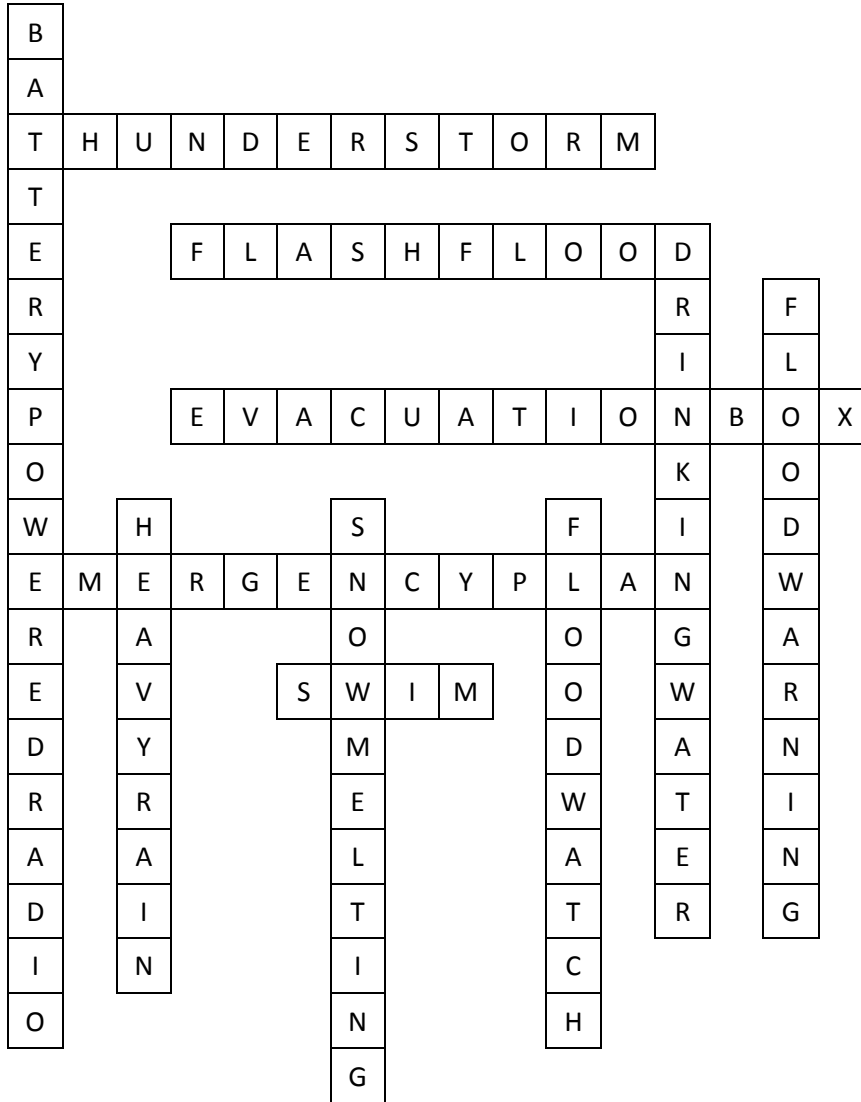 BATTERYPOWEREDRADIO
THUNDERSTORM
FLASHFLOOD
DRINKINGWATER
FLOODWARNING
EVACUATIONBOX
HEAVYRAIN
SNOWMELTING
FLOODWATCH
EMERGENCYPLAN
SWIM